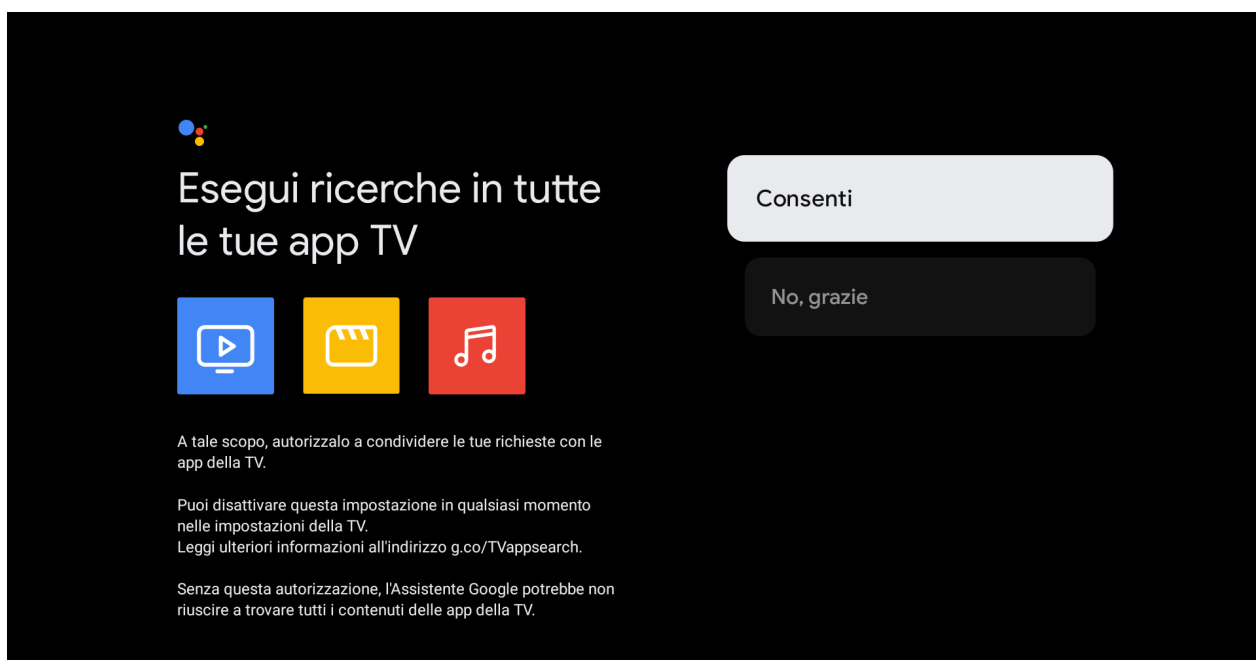 Esegui ricerche in tutte
le tue app TV
A tale scopo, autorizzalo a condividere le tue richieste con le
app della TV.
Puoi disattivare questa impostazione in qualsiasi momento
nelle impostazioni della TV.
Leggi ulteriori informazioni all'indirizzo g.co/TVappsearch.
Senza questa autorizzazione, l'Assistente Google potrebbe non
riuscire a trovare tutti i contenuti delle app della TV.
Consenti
No, grazie